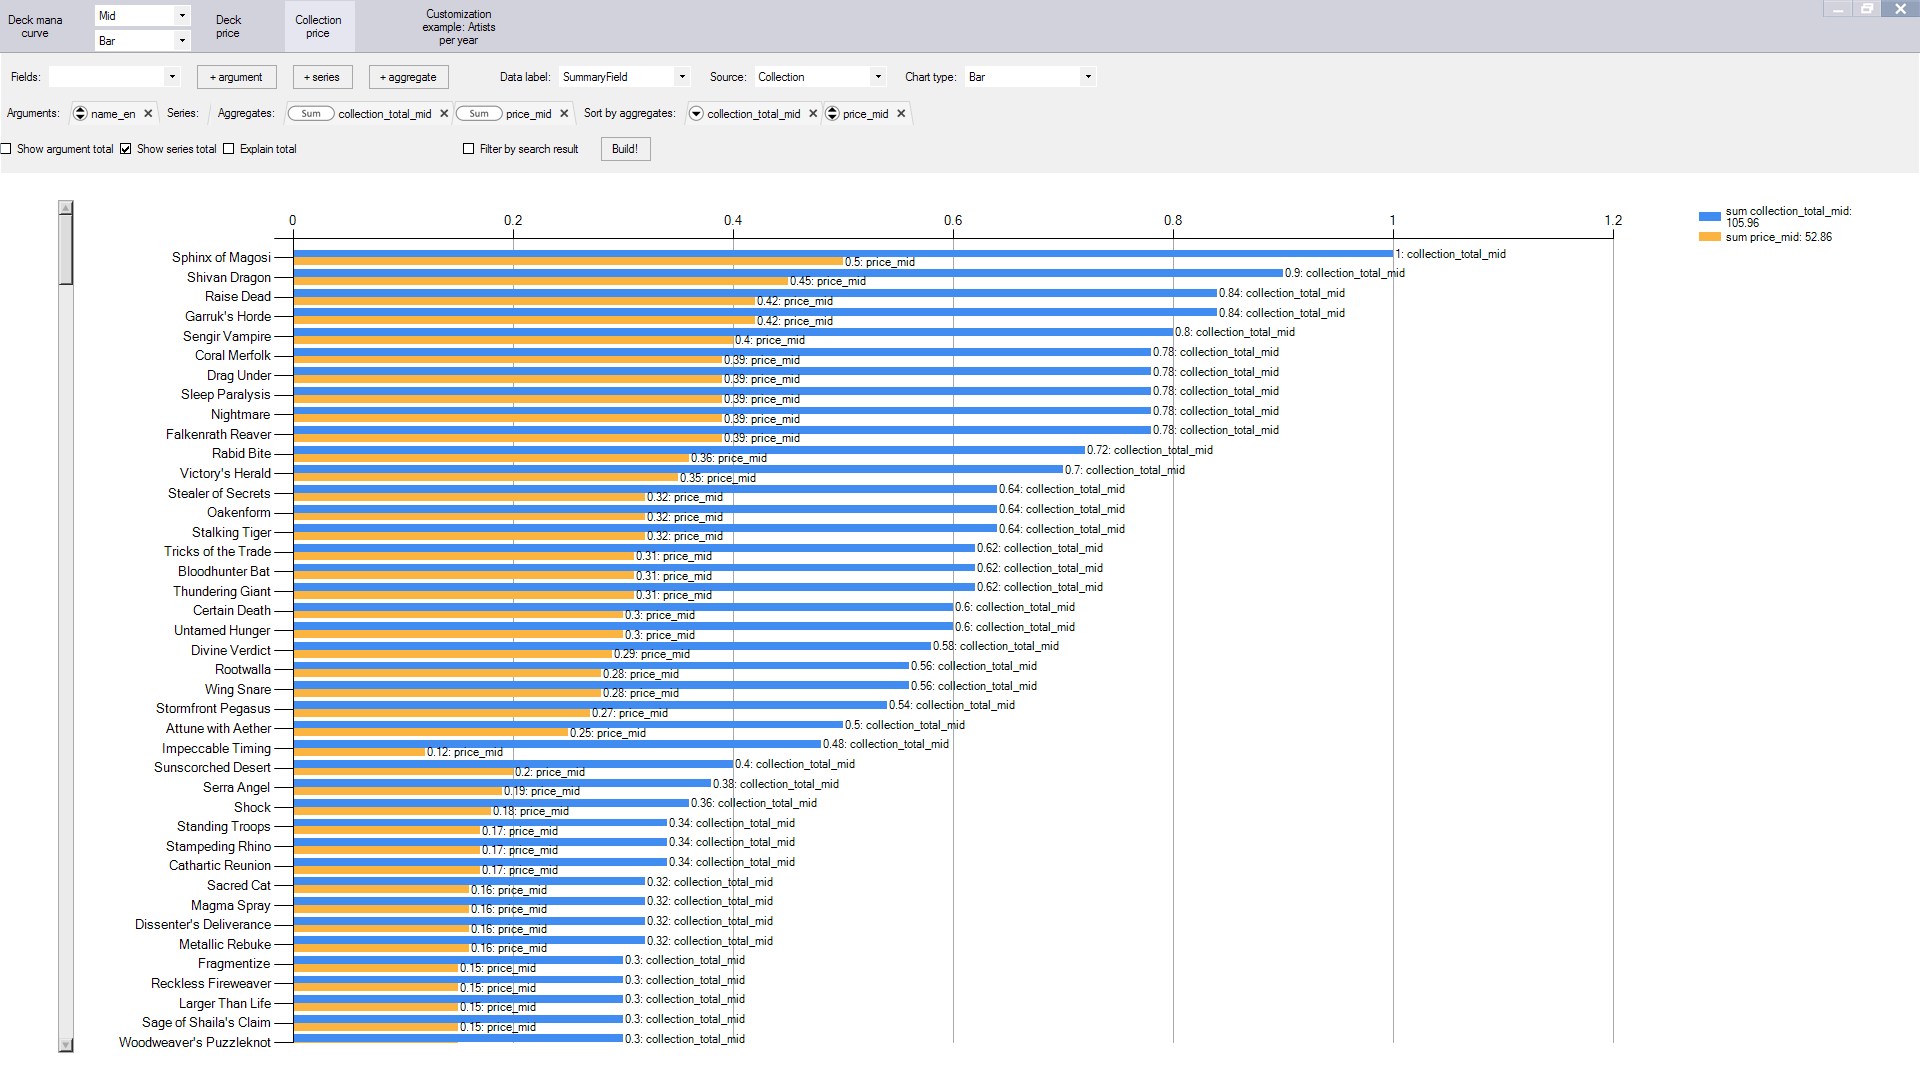 Deck mana
curve
Mid
Bar
Deck
price
Collection
price
Customization
example: Artists
per year
Fields:
+ argument
+ series
+ aggregate
Data label:
SummaryField
Source:
Collection
Chart type:
Bar
Arguments:
name_en
Series:
Aggregates:
Sum
collection_total_mid
Sum
price_mid
Sort by aggregates:
collection_total_mid
price_mid
Show argument total
Show series total
Explain total
Filter by search result
Build!
0 0.2 0.4 0.6 0.8 1 1.2
sum collection_total_mid:
105.96
sum price_mid: 52.86
Sphinx of Magosi
1: collection_total_mid
0.5: price_mid
Shivan Dragon
0.9: collection_total_mid
0.45: price_mid
Raise Dead
0.84: collection_total_mid
0.42: price_mid
Garruk's Horde
0.84: collection_total_mid
0.42: price_mid
Sengir Vampire
0.8: collection_total_mid
0.4: price_mid
Coral Merfolk
0.78: collection_total_mid
0.39: price_mid
Drag Under
0.78: collection_total_mid
0.39: price_mid
Sleep Paralysis
0.78: collection_total_mid
0.39: price_mid
Nightmare
0.78: collection_total_mid
0.39: price_mid
Falkenrath Reaver
0.78: collection_total_mid
0.39: price_mid
Rabid Bite
0.72: collection_total_mid
0.36: price_mid
Victory's Herald
0.7: collection_total_mid
0.35: price_mid
Stealer of Secrets
0.64: collection_total_mid
0.32: price_mid
Oakenform
0.64: collection_total_mid
0.32: price_mid
Stalking Tiger
0.64: collection_total_mid
0.32: price_mid
Tricks of the Trade
0.62: collection_total_mid
0.31: price_mid
Bloodhunter Bat
0.62: collection_total_mid
0.31: price_mid
Thundering Giant
0.62: collection_total_mid
0.31: price_mid
Certain Death
0.6: collection_total_mid
0.3: price_mid
Untamed Hunger
0.6: collection_total_mid
0.3: price_mid
Divine Verdict
0.58: collection_total_mid
0.29: price_mid
Rootwalla
0.56: collection_total_mid
0.28: price_mid
Wing Snare
0.56: collection_total_mid
0.28: price_mid
Stormfront Pegasus
0.54: collection_total_mid
0.27: price_mid
Attune with Aether
0.5: collection_total_mid
0.25: price_mid
Impeccable Timing
0.48: collection_total_mid
0.12: price_mid
Sunscorched Desert
0.4: collection_total_mid
0.2: price_mid
Serra Angel
0.38: collection_total_mid
0.19: price_mid
Shock
0.36: collection_total_mid
0.18: price_mid
Standing Troops
0.34: collection_total_mid
0.17: price_mid
Stampeding Rhino
0.34: collection_total_mid
0.17: price_mid
Cathartic Reunion
0.34: collection_total_mid
0.17: price_mid
Sacred Cat
0.32: collection_total_mid
0.16: price_mid
Magma Spray
0.32: collection_total_mid
0.16: price_mid
Dissenter's Deliverance
0.32: collection_total_mid
0.16: price_mid
Metallic Rebuke
0.32: collection_total_mid
0.16: price_mid
Fragmentize
0.3: collection_total_mid
0.15: price_mid
Reckless Fireweaver
0.3: collection_total_mid
0.15: price_mid
Larger Than Life
0.3: collection_total_mid
0.15: price_mid
Sage of Shaila's Claim
0.3: collection_total_mid
0.15: price_mid
Woodweaver's Puzzleknot
0.3: collection_total_mid